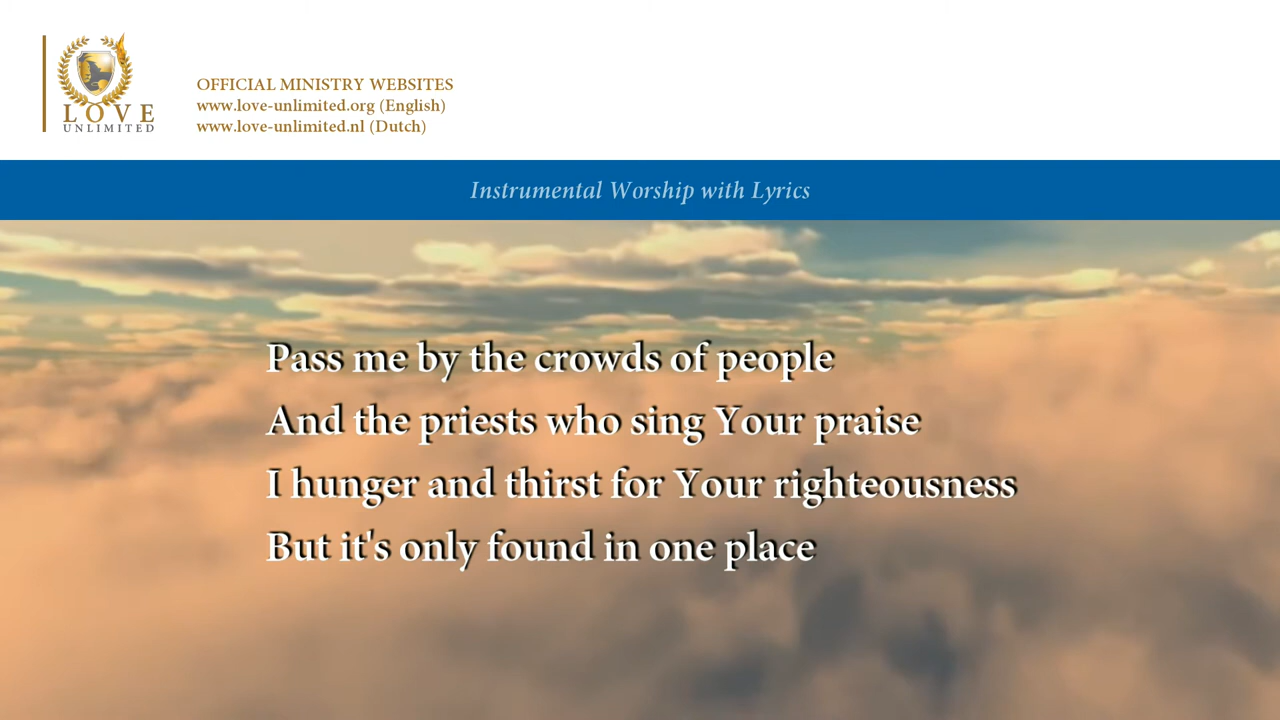 LOVE
UNLIMITED
OFFICIAL MINISTRY WEBSITES
www.love-unlimited.org (English)
www.love-unlimited.nl (Dutch)
Instrumental Worship with Lyrics
Pass me by the crowds of people
And the priests who sing Your praise
I hunger and thirst for Your righteousness
But it's only found in one place